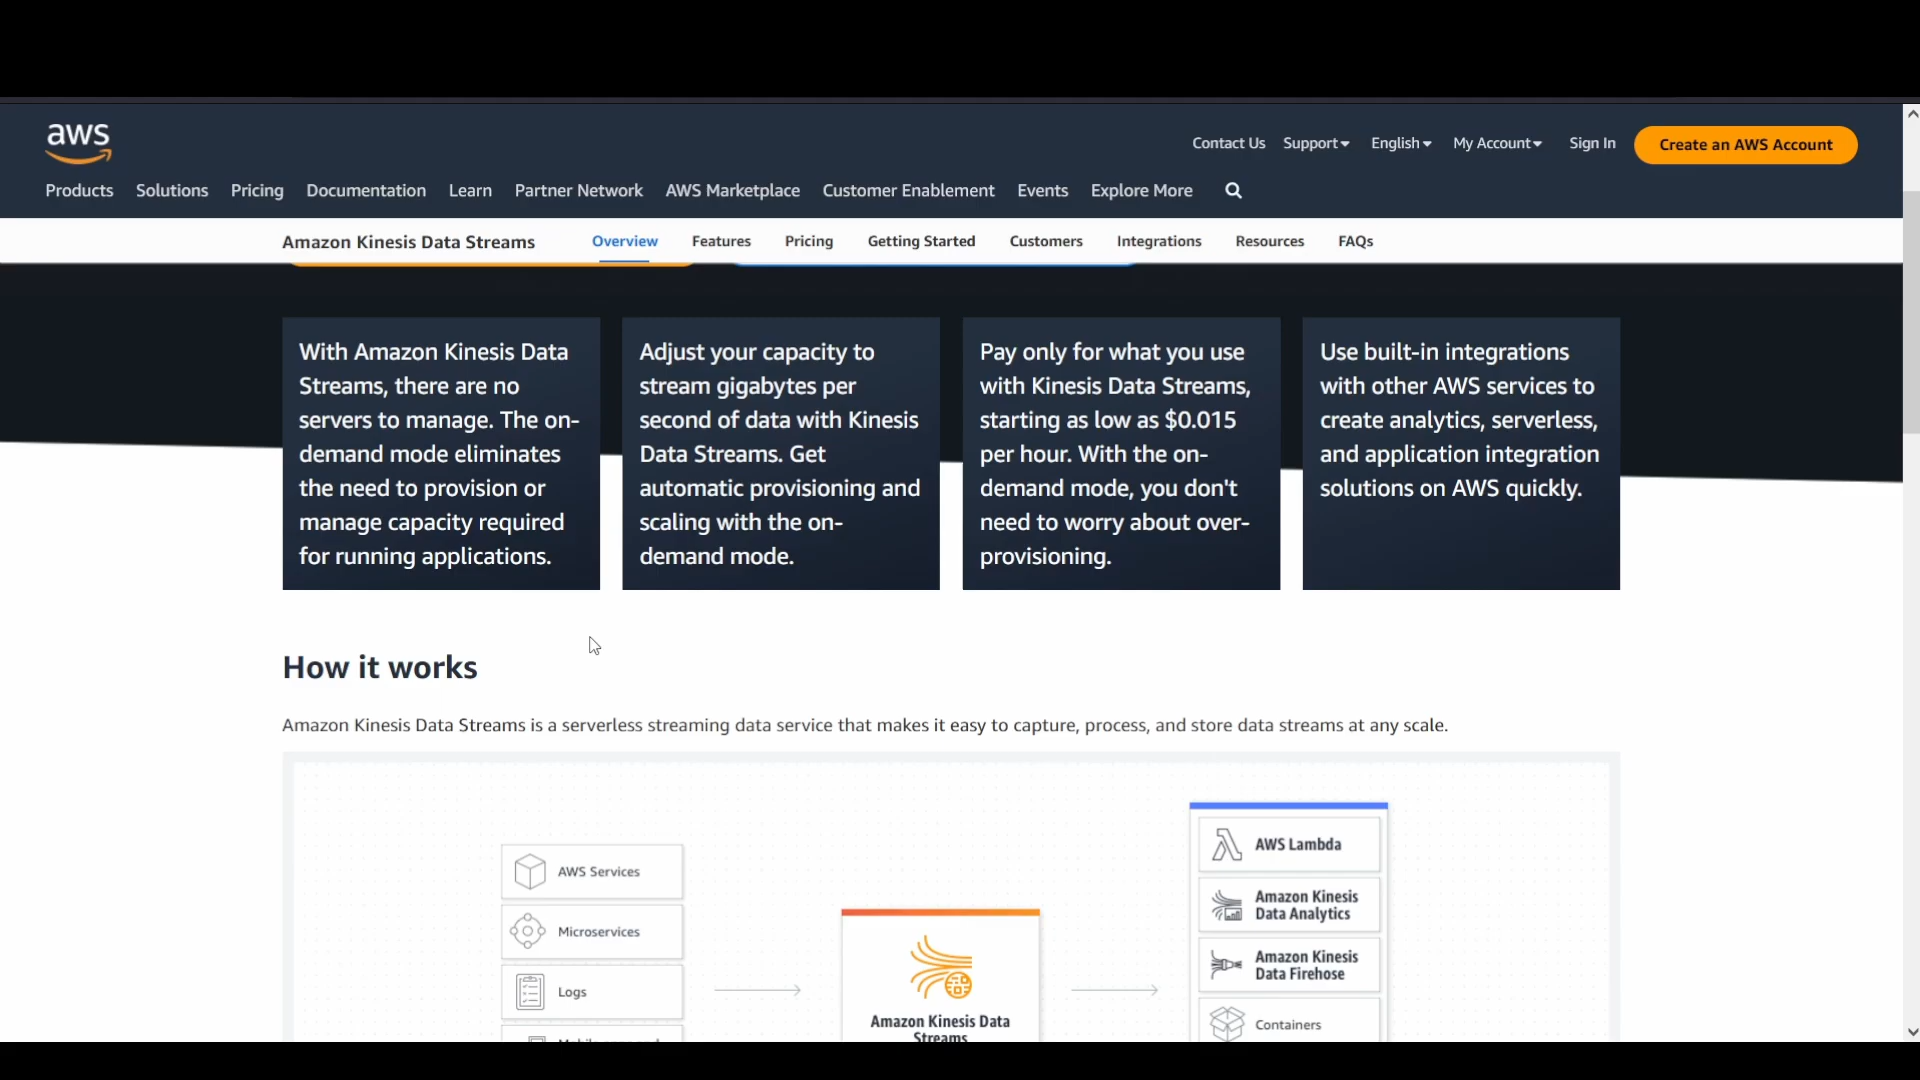 aws
Contact Us Support English My Account Sign In Create an AWS Account
Products Solutions Pricing Documentation Learn Partner Network AWS Marketplace Customer Enablement Events Explore More
Amazon Kinesis Data Streams Overview Features Pricing Getting Started Customers Integrations Resources FAQs
With Amazon Kinesis Data
Streams, there are no
servers to manage. The on-
demand mode eliminates
the need to provision or
manage capacity required
for running applications.
Adjust your capacity to
stream gigabytes per
second of data with Kinesis
Data Streams. Get
automatic provisioning and
scaling with the on-
demand mode.
Pay only for what you use
with Kinesis Data Streams,
starting as low as $0.015
per hour. With the on-
demand mode, you don't
need to worry about over-
provisioning.
Use built-in integrations
with other AWS services to
create analytics, serverless,
and application integration
solutions on AWS quickly.
How it works
Amazon Kinesis Data Streams is a serverless streaming data service that makes it easy to capture, process, and store data streams at any scale.
AWS Services
Microservices
Logs
Amazon Kinesis Data
Streams
AWS Lambda
Amazon Kinesis
Data Analytics
Amazon Kinesis
Data Firehose
Containers